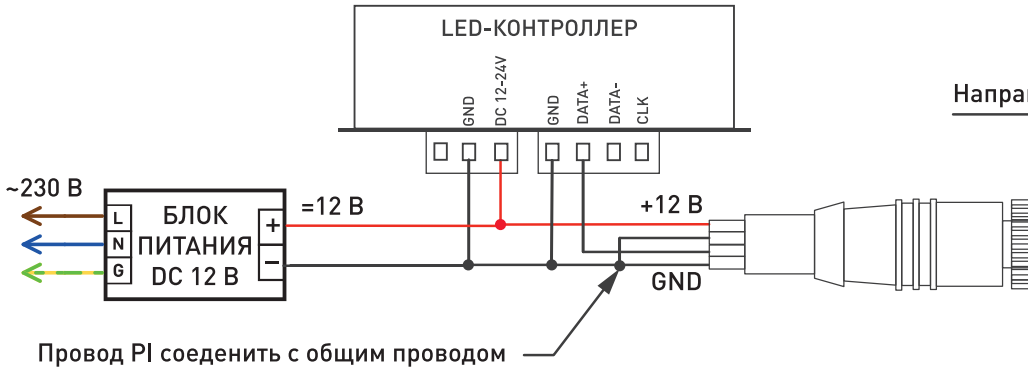 LED-КОНТРОЛЛЕР
GND
DC 12-24V
GND
DATA+
DATA-
CLK
~230 В
L
N
G
БЛОК
ПИТАНИЯ
DC 12 В
+
−
=12 В
+12 В
GND
Провод PI соеденить с общим проводом